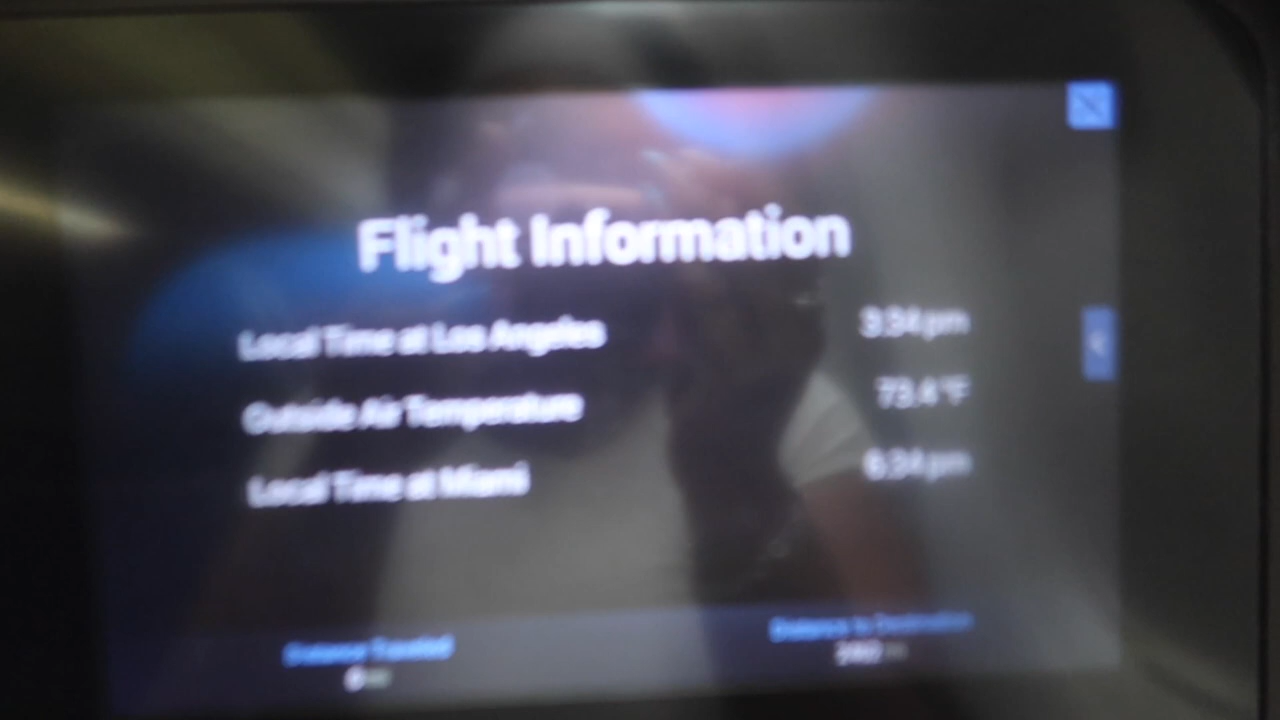 Flight Information
Local Time at Los Angeles 3:34 pm
Outside Air Temperature 73.4 °F
Local Time at Miami 6:34 pm
Distance Traveled Distance to Destination
0